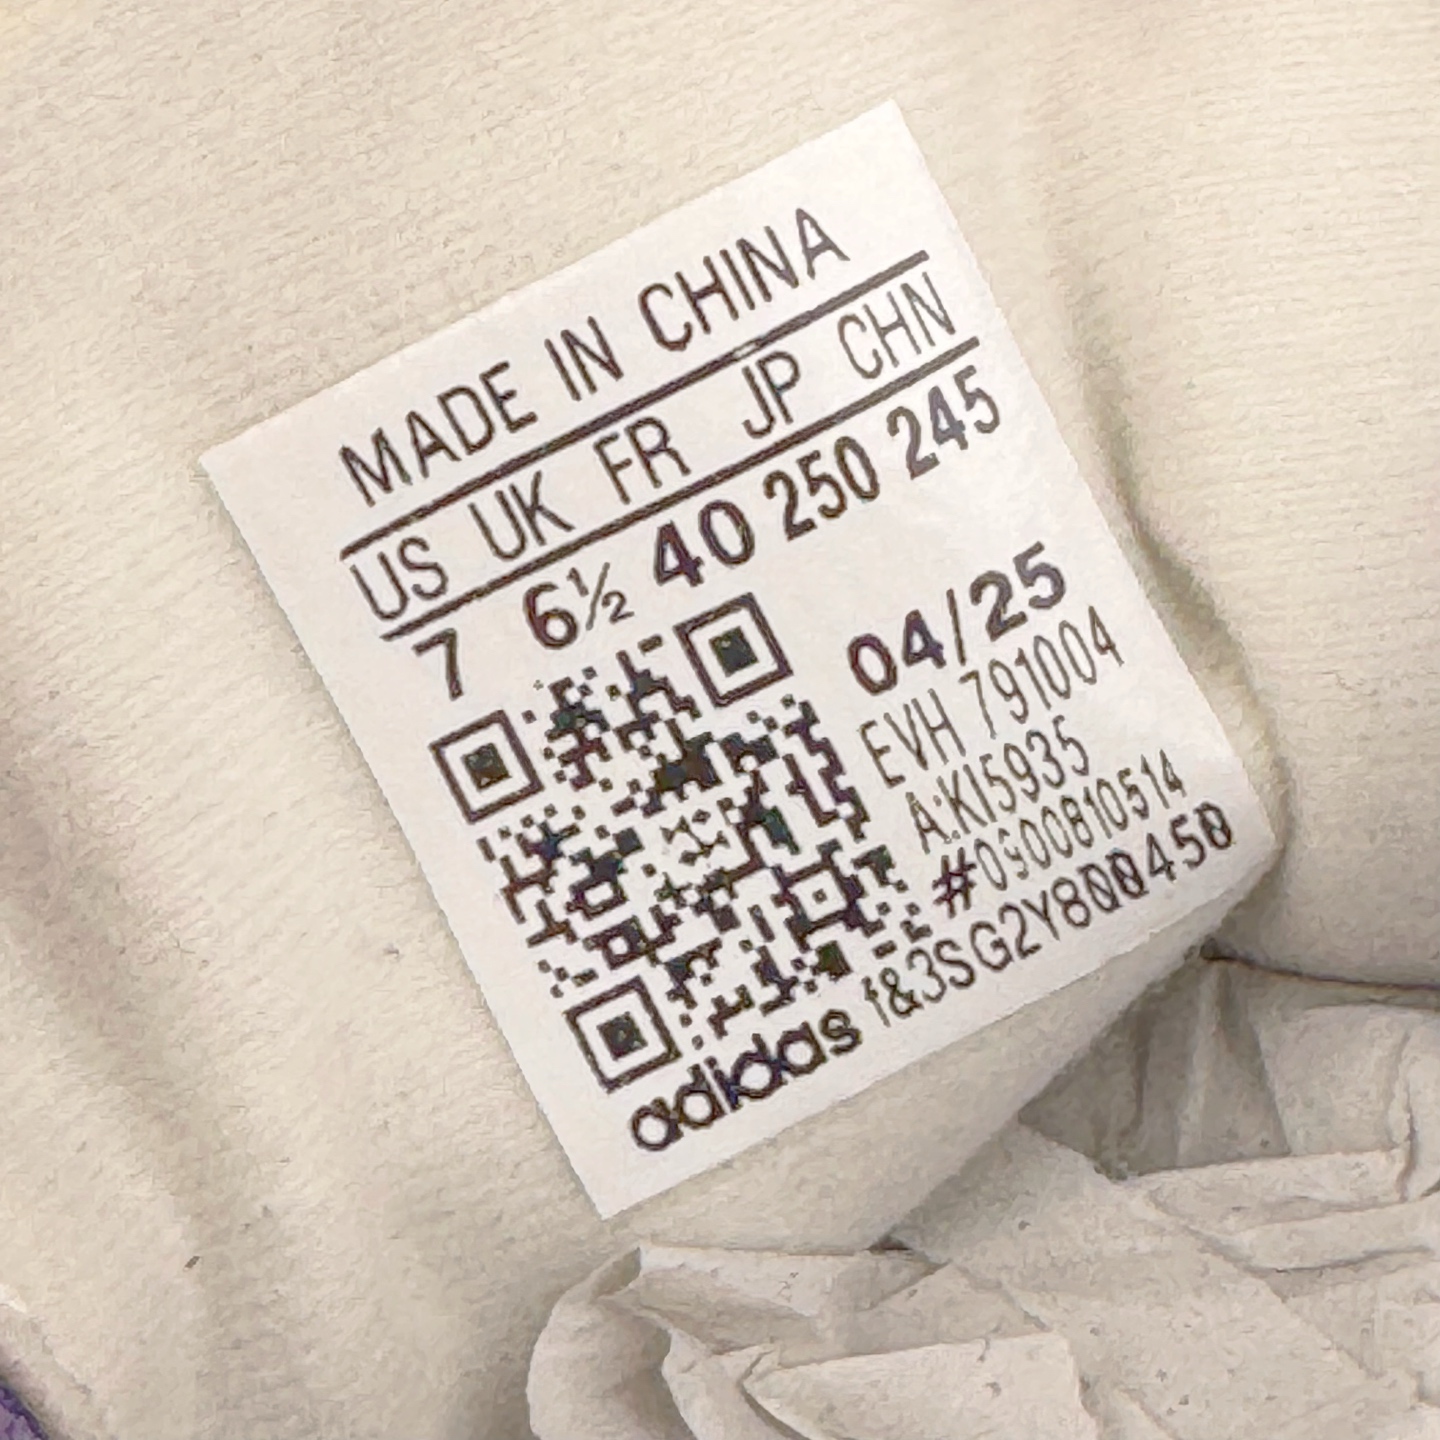 MADE IN CHINA
US UK FR JP CHN
7 6½ 40 250 245
04/25
EVH 791004
A:KI5935
#0900810514
adidas